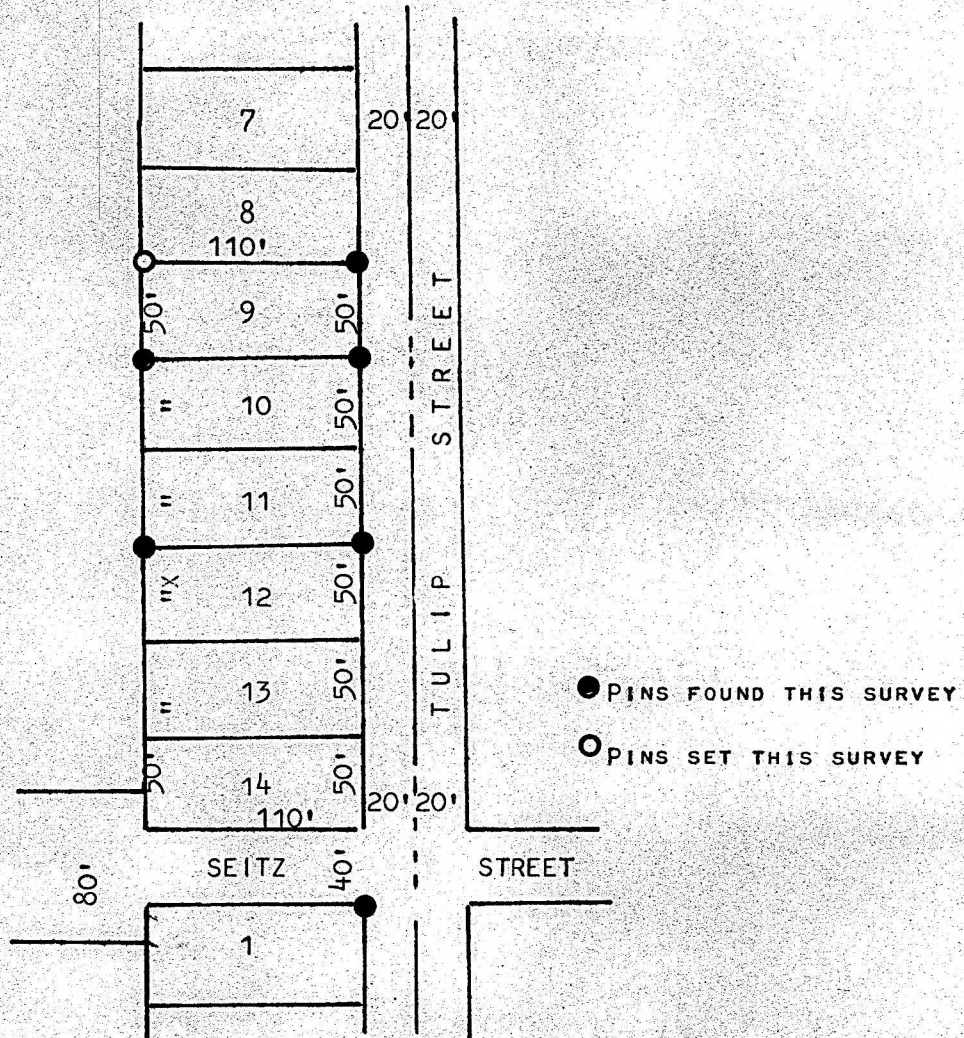 7
20' 20'
8
110'
50' 9 50'
" 10 50'
" 11 50'
"X 12 50'
" 13 50'
50' 14 50'
110'
20' 20'
TULIP STREET
SEITZ 40' STREET
80'
1
PINS FOUND THIS SURVEY
PINS SET THIS SURVEY